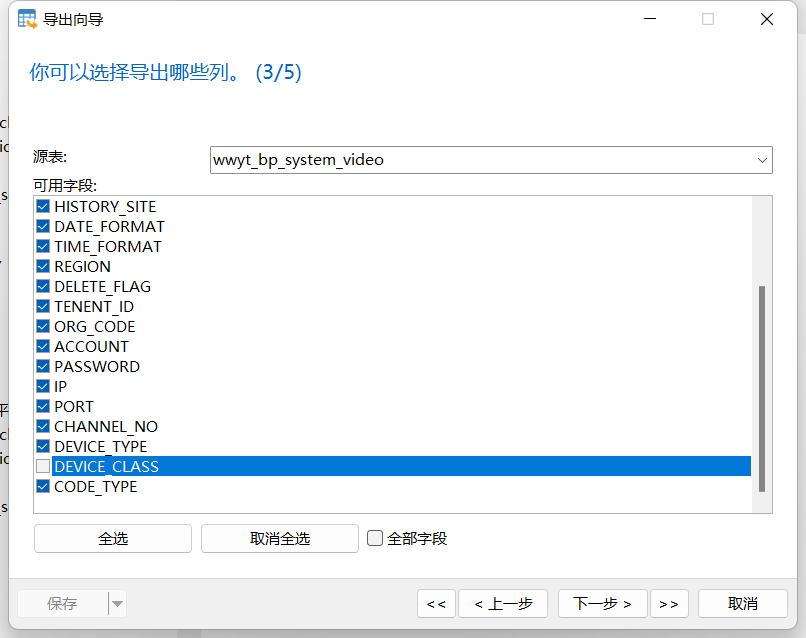 导出向导
你可以选择导出哪些列。 (3/5)
源表:
wwyt_bp_system_video
可用字段:
HISTORY_SITE
DATE_FORMAT
TIME_FORMAT
REGION
DELETE_FLAG
TENENT_ID
ORG_CODE
ACCOUNT
PASSWORD
IP
PORT
CHANNEL_NO
DEVICE_TYPE
DEVICE_CLASS
CODE_TYPE
全选 取消全选 全部字段
保存 << < 上一步 下一步 > >> 取消